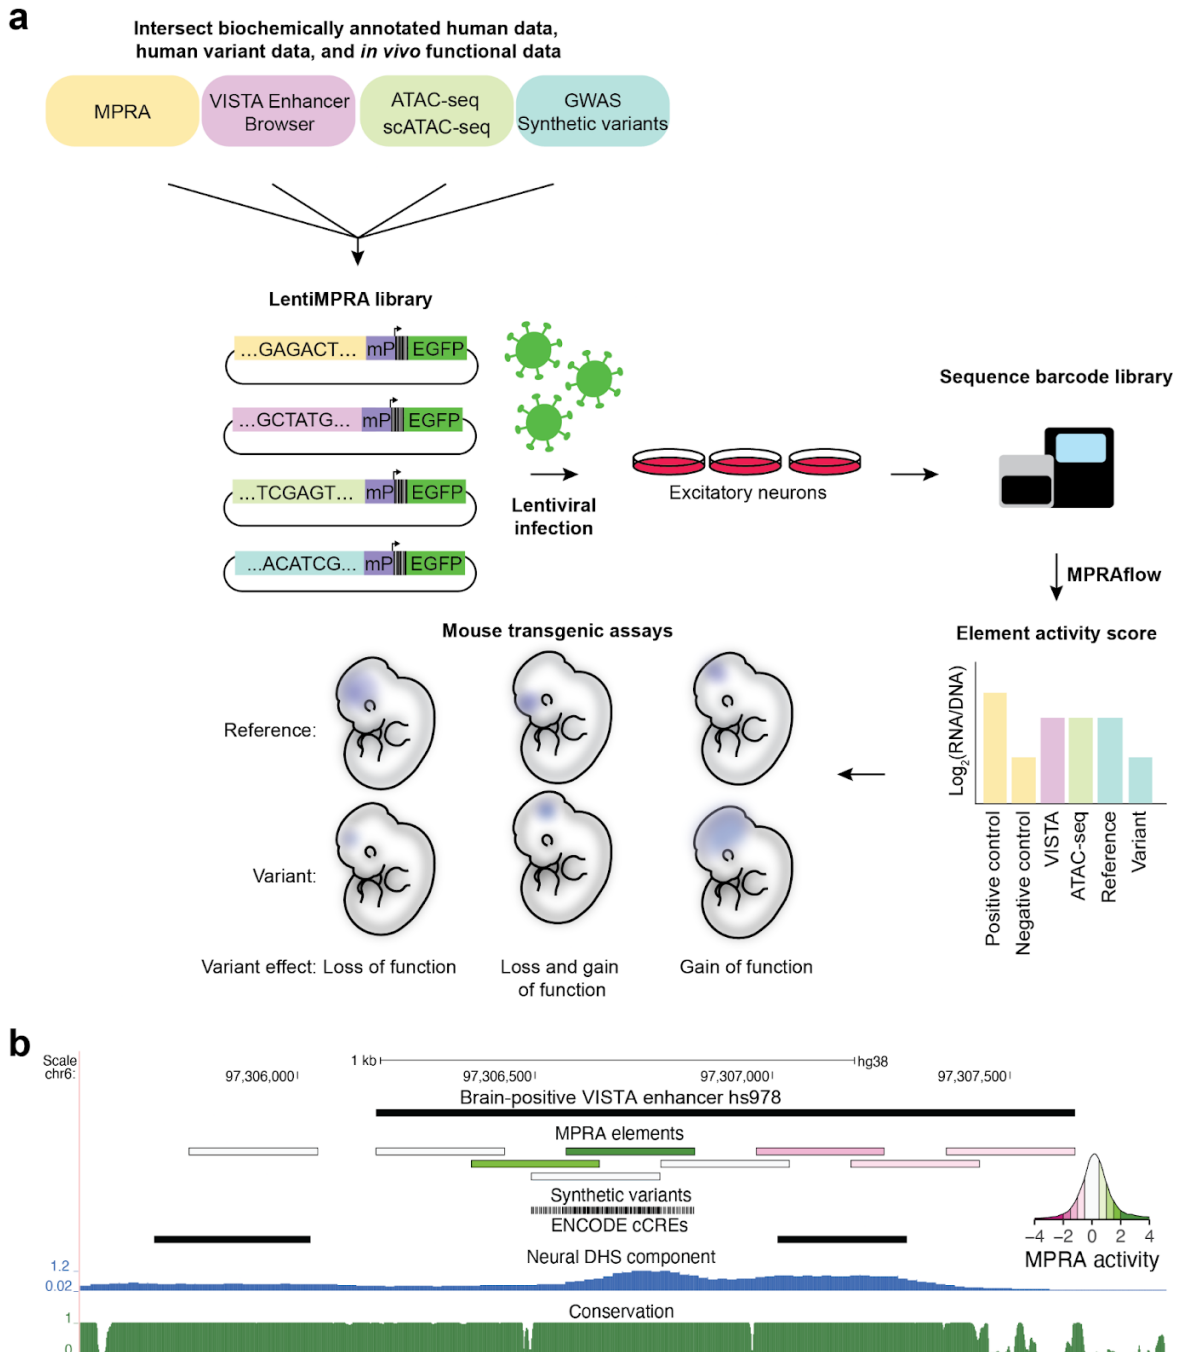 a
Intersect biochemically annotated human data,
human variant data, and in vivo functional data
MPRA
VISTA Enhancer
Browser
ATAC-seq
scATAC-seq
GWAS
Synthetic variants
LentiMPRA library
...GAGACT... mP EGFP
...GCTATG... mP EGFP
...TCGAGT... mP EGFP
...ACATCG... mP EGFP
Lentiviral
infection
Excitatory neurons
Sequence barcode library
MPRAflow
Element activity score
Log2(RNA/DNA)
Positive control
Negative control
VISTA
ATAC-seq
Reference
Variant
Mouse transgenic assays
Reference:
Variant:
Variant effect: Loss of function
Loss and gain
of function
Gain of function
b
Scale
chr6:
1 kb
hg38
97,306,000
97,306,500
97,307,000
97,307,500
Brain-positive VISTA enhancer hs978
MPRA elements
Synthetic variants
ENCODE cCREs
Neural DHS component
1.2
0.02
−4 −2 0 2 4
MPRA activity
Conservation
1
0